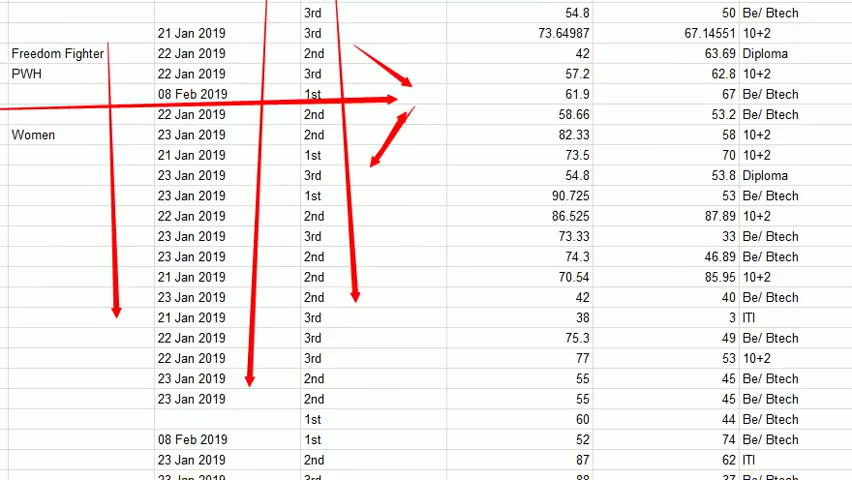 3rd 54.8 50 Be/ Btech
21 Jan 2019 3rd 73.64987 67.14551 10+2
Freedom Fighter 22 Jan 2019 2nd 42 63.69 Diploma
PWH 22 Jan 2019 3rd 57.2 62.8 10+2
08 Feb 2019 1st 61.9 67 Be/ Btech
22 Jan 2019 2nd 58.66 53.2 Be/ Btech
Women 23 Jan 2019 2nd 82.33 58 10+2
21 Jan 2019 1st 73.5 70 10+2
23 Jan 2019 3rd 54.8 53.8 Diploma
23 Jan 2019 1st 90.725 53 Be/ Btech
22 Jan 2019 2nd 86.525 87.89 10+2
23 Jan 2019 3rd 73.33 33 Be/ Btech
23 Jan 2019 2nd 74.3 46.89 Be/ Btech
21 Jan 2019 2nd 70.54 85.95 10+2
23 Jan 2019 2nd 42 40 Be/ Btech
21 Jan 2019 3rd 38 3 ITI
22 Jan 2019 3rd 75.3 49 Be/ Btech
22 Jan 2019 3rd 77 53 10+2
23 Jan 2019 2nd 55 45 Be/ Btech
23 Jan 2019 2nd 55 45 Be/ Btech
1st 60 44 Be/ Btech
08 Feb 2019 1st 52 74 Be/ Btech
23 Jan 2019 2nd 87 62 ITI
23 Jan 2019 3rd 88 37 Be/ Btech